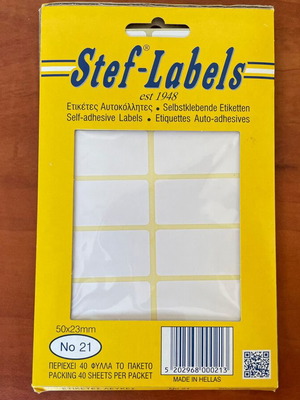 Stef-Labels®
est 1948
Ετικέτες Αυτοκόλλητες • Selbstklebende Etiketten
Self-adhesive Labels • Etiquettes Auto-adhesives
50x23mm
No 21
ΠΕΡΙΕΧΕΙ 40 ΦΥΛΛΑ ΤΟ ΠΑΚΕΤΟ
PACKING 40 SHEETS PER PACKET
5 202968 000213
MADE IN HELLAS